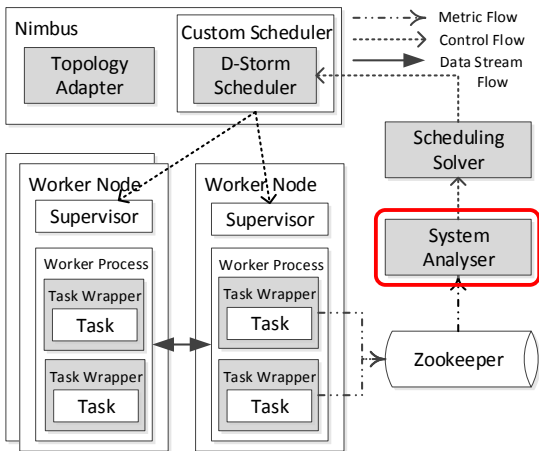 Nimbus
Custom Scheduler
Topology
Adapter
D-Storm
Scheduler
Metric Flow
Control Flow
Data Stream
Flow
Scheduling
Solver
System
Analyser
Zookeeper
Worker Node
Supervisor
Worker Process
Task Wrapper
Task
Task Wrapper
Task
Worker Node
Supervisor
Worker Process
Task Wrapper
Task
Task Wrapper
Task